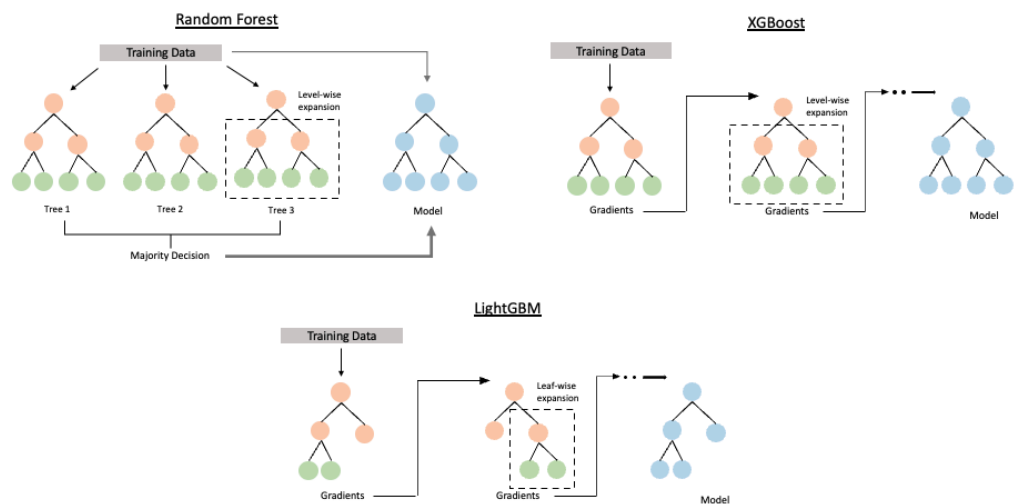 Random Forest
Training Data
Level-wise
expansion
Tree 1
Tree 2
Tree 3
Model
Majority Decision
XGBoost
Training Data
Level-wise
expansion
Gradients
Gradients
Model
LightGBM
Training Data
Leaf-wise
expansion
Gradients
Gradients
Model